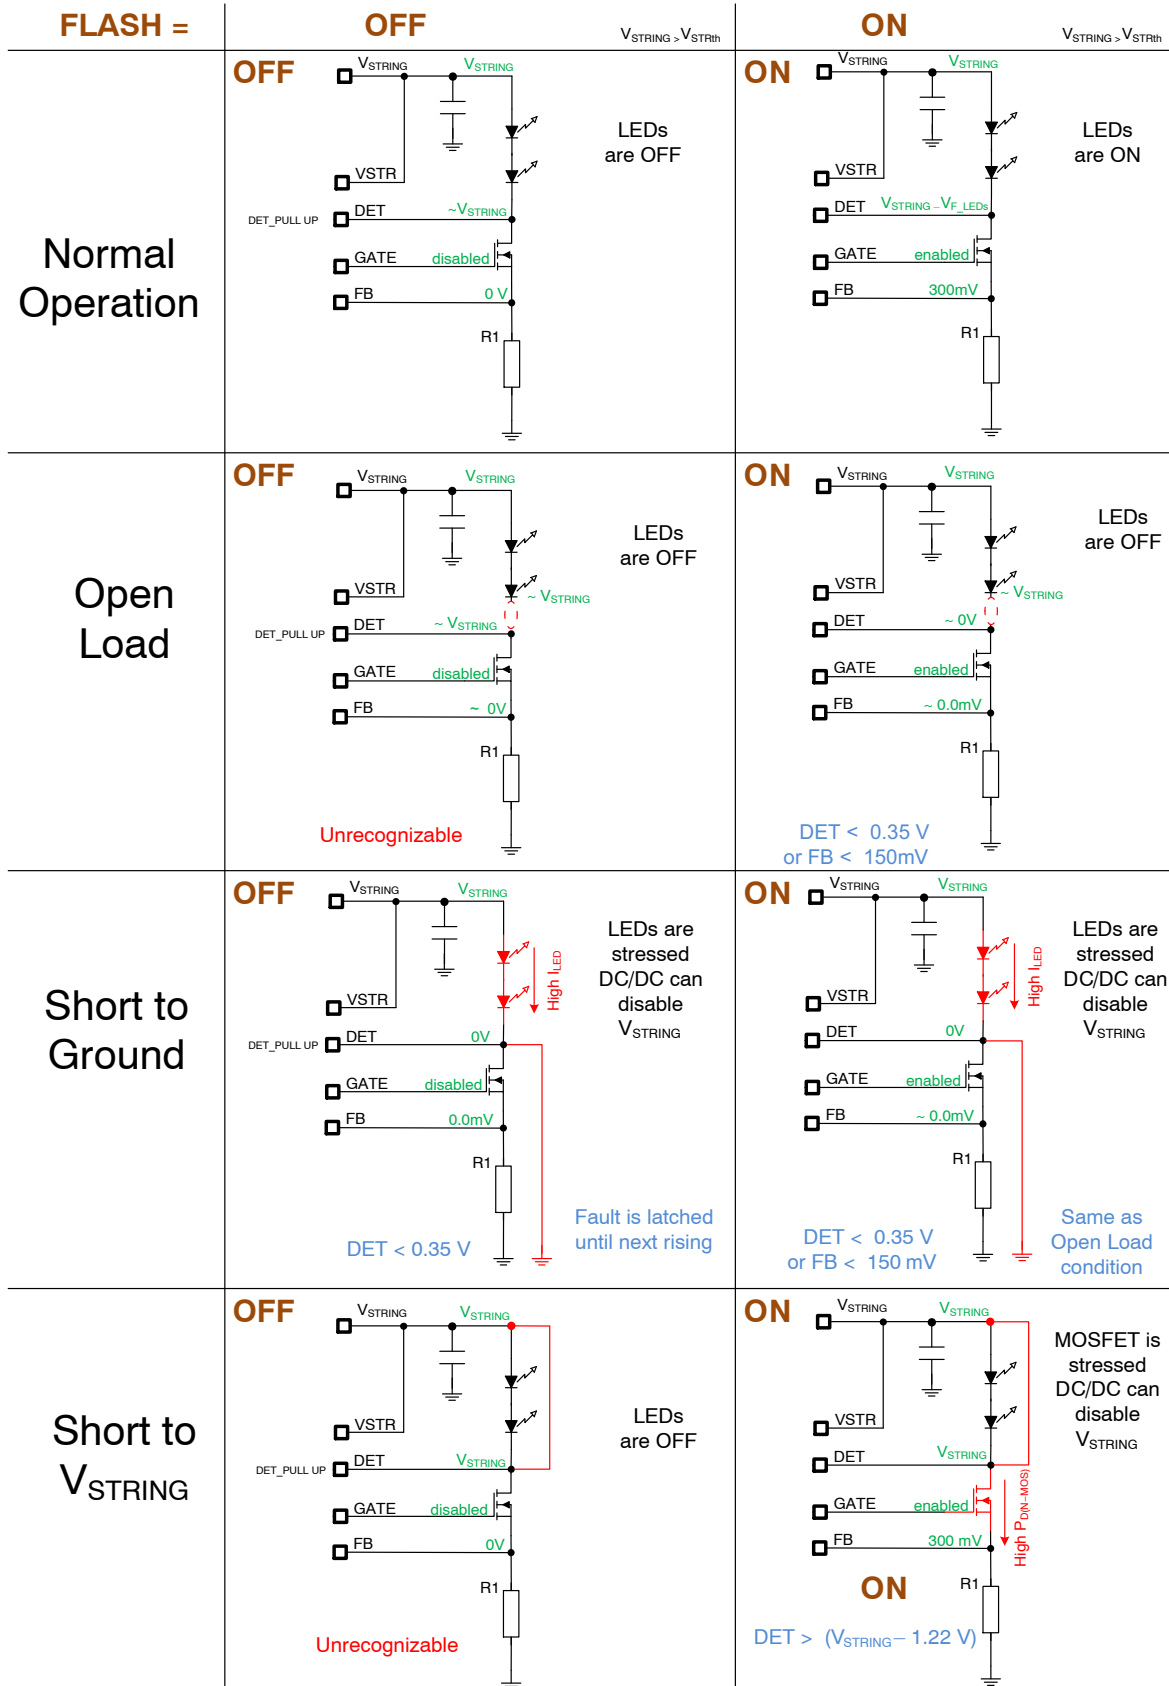 FLASH =
OFF
VSTRING > VSTRth
ON
VSTRING > VSTRth
Normal
Operation
OFF
VSTRING
VSTRING
LEDs
are OFF
VSTR
DET_PULL UP
DET
~VSTRING
GATE
disabled
FB
0 V
R1
ON
VSTRING
VSTRING
LEDs
are ON
VSTR
DET
VSTRING – VF_LEDs
GATE
enabled
FB
300mV
R1
Open
Load
OFF
VSTRING
VSTRING
LEDs
are OFF
VSTR
~ VSTRING
DET_PULL UP
DET
~ VSTRING
GATE
disabled
FB
~ 0V
R1
Unrecognizable
ON
VSTRING
VSTRING
LEDs
are OFF
VSTR
~ VSTRING
DET
~ 0V
GATE
enabled
FB
~ 0.0mV
R1
DET < 0.35 V
or FB < 150mV
Short to
Ground
OFF
VSTRING
VSTRING
LEDs are
stressed
DC/DC can
disable
VSTRING
High ILED
VSTR
DET_PULL UP
DET
0V
GATE
disabled
FB
0.0mV
R1
DET < 0.35 V
Fault is latched
until next rising
ON
VSTRING
VSTRING
LEDs are
stressed
DC/DC can
disable
VSTRING
High ILED
VSTR
DET
0V
GATE
enabled
FB
~ 0.0mV
R1
DET < 0.35 V
or FB < 150 mV
Same as
Open Load
condition
Short to
VSTRING
OFF
VSTRING
VSTRING
LEDs
are OFF
VSTR
DET_PULL UP
DET
VSTRING
GATE
disabled
FB
0V
R1
Unrecognizable
ON
VSTRING
VSTRING
MOSFET is
stressed
DC/DC can
disable
VSTRING
VSTR
DET
VSTRING
GATE
enabled
High PD(N–MOS)
FB
300 mV
ON
R1
DET > (VSTRING – 1.22 V)